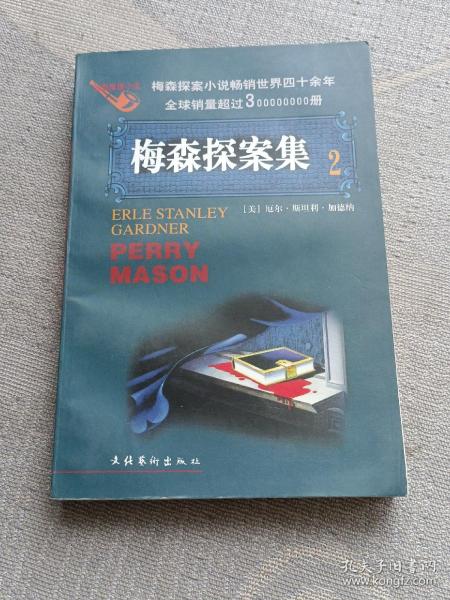 梅森探案小说畅销世界四十余年
全球销量超过300000000册
梅森探案集 2
ERLE STANLEY
GARDNER
[美] 厄尔·斯坦利·加德纳
PERRY
MASON
文化艺术出版社
孔夫子旧书网
www.kongfz.com